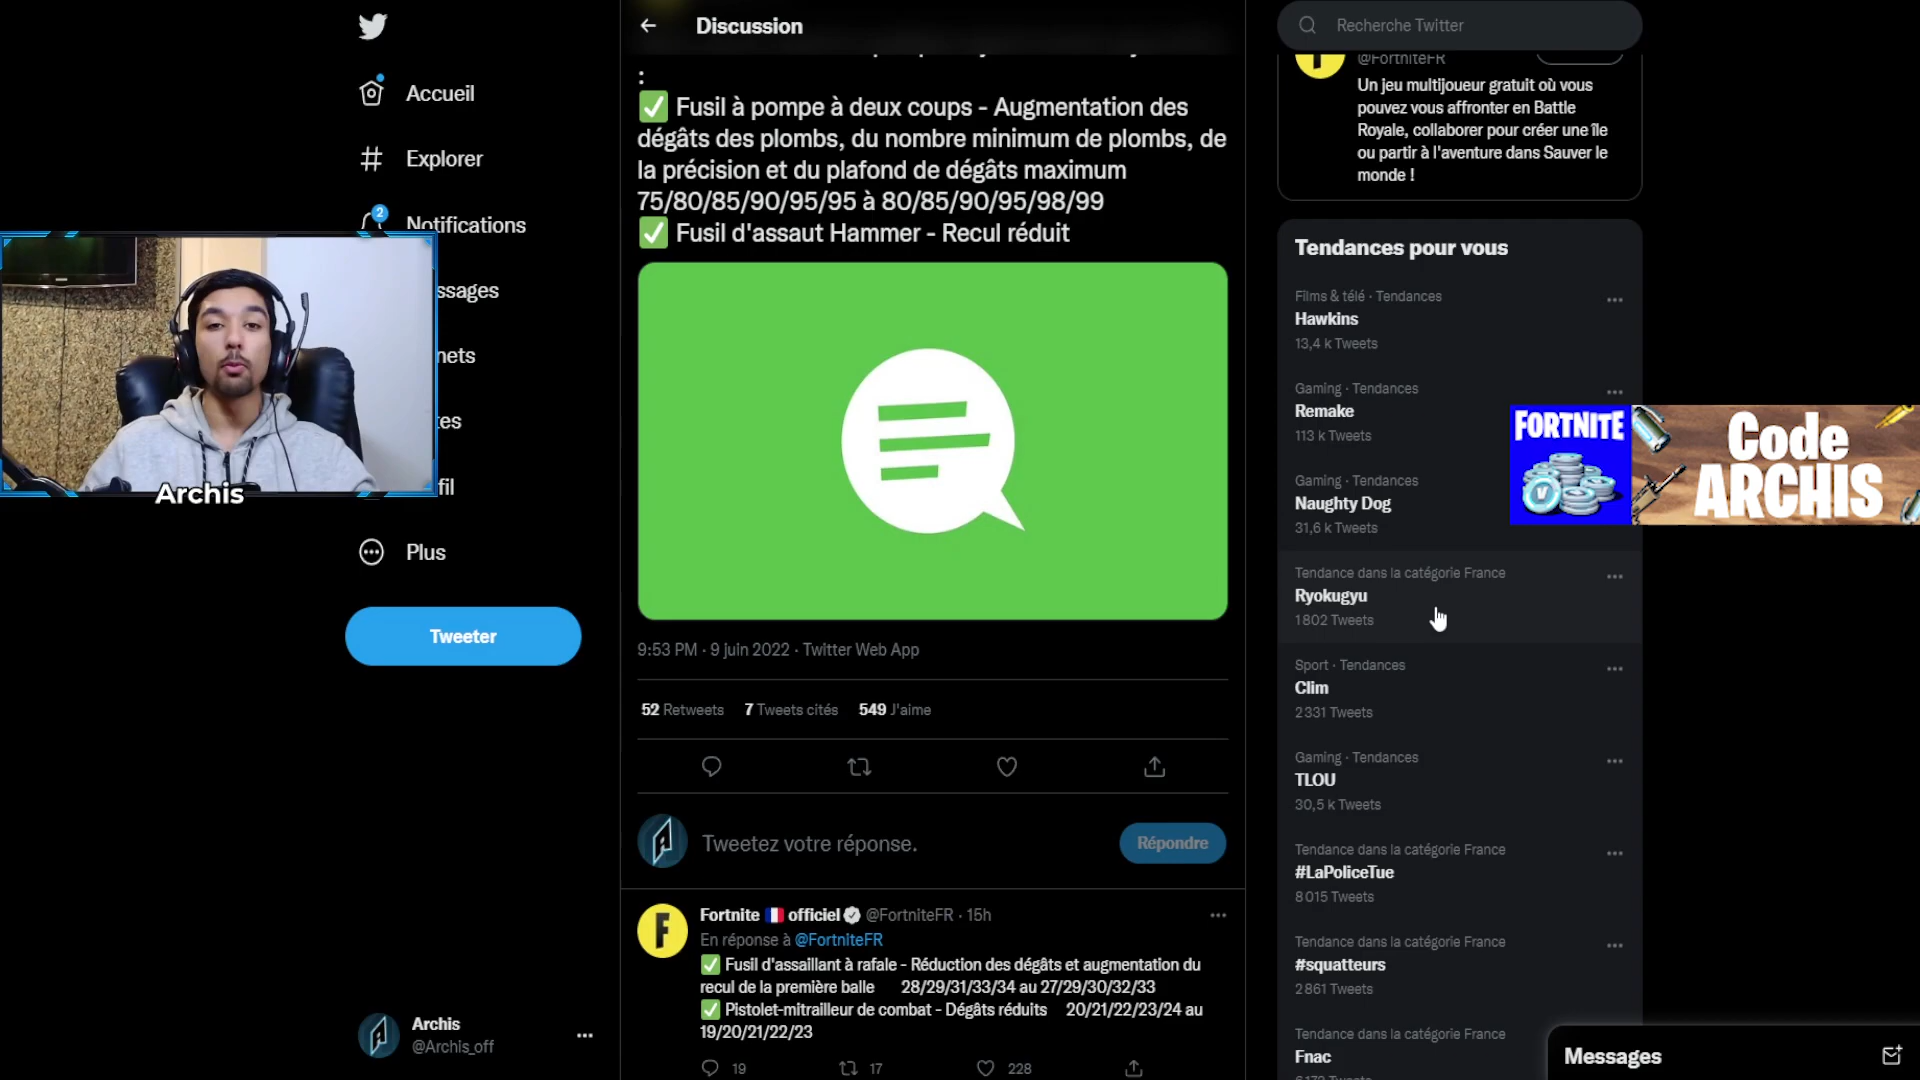 Discussion
Recherche Twitter
@FortniteFR
Un jeu multijoueur gratuit où vous
pouvez vous affronter en Battle
Royale, collaborer pour créer une île
ou partir à l'aventure dans Sauver le
monde !
Accueil
Explorer
2
Notifications
ssages
nets
tes
fil
Plus
Tweeter
Archis
Archis
@Archis_off
:
✅ Fusil à pompe à deux coups - Augmentation des
dégâts des plombs, du nombre minimum de plombs, de
la précision et du plafond de dégâts maximum
75/80/85/90/95/95 à 80/85/90/95/98/99
✅ Fusil d'assaut Hammer - Recul réduit
9:53 PM · 9 juin 2022 · Twitter Web App
52 Retweets 7 Tweets cités 549 J'aime
Tweetez votre réponse.
Répondre
Fortnite 🇫🇷 officiel @FortniteFR · 15h
En réponse à @FortniteFR
✅ Fusil d'assaillant à rafale - Réduction des dégâts et augmentation du
recul de la première balle 28/29/31/33/34 au 27/29/30/32/33
✅ Pistolet-mitrailleur de combat - Dégâts réduits 20/21/22/23/24 au
19/20/21/22/23
19 17 228
Tendances pour vous
Films & télé · Tendances
Hawkins
13,4 k Tweets
Gaming · Tendances
Remake
113 k Tweets
Gaming · Tendances
Naughty Dog
31,6 k Tweets
Tendance dans la catégorie France
Ryokugyu
1 802 Tweets
Sport · Tendances
Clim
2 331 Tweets
Gaming · Tendances
TLOU
30,5 k Tweets
Tendance dans la catégorie France
#LaPoliceTue
8 015 Tweets
Tendance dans la catégorie France
#squatteurs
2 861 Tweets
Tendance dans la catégorie France
Fnac
FORTNITE
Code
ARCHIS
Messages